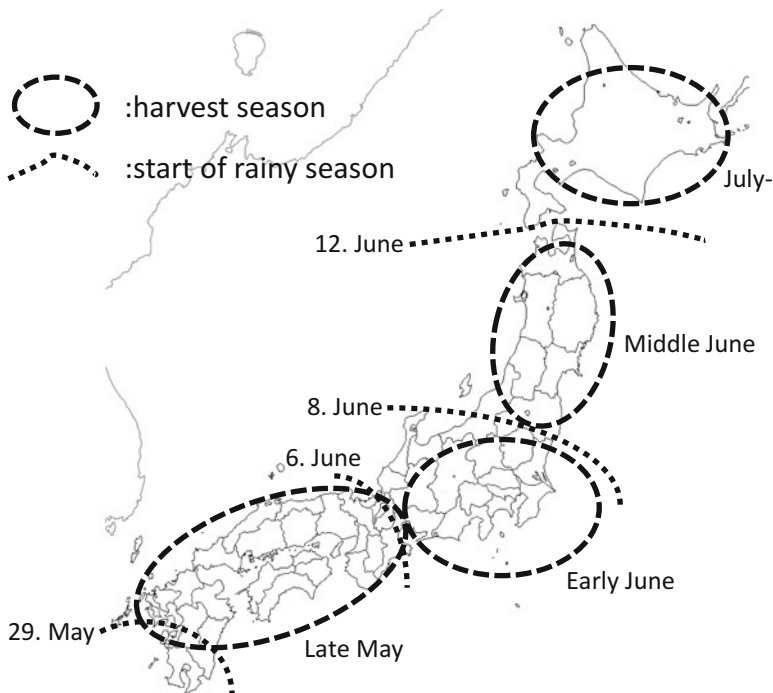 :harvest season
:start of rainy season
July-
12. June
Middle June
8. June
6. June
Early June
29. May
Late May